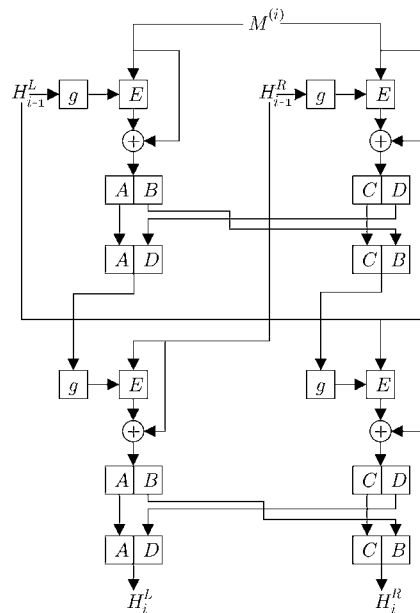 M^{(i)}
H^L_{i-1} g E H^R_{i-1} g E
+ +
A B C D
A D C B
g E g E
+ +
A B C D
A D C B
H^L_i H^R_i